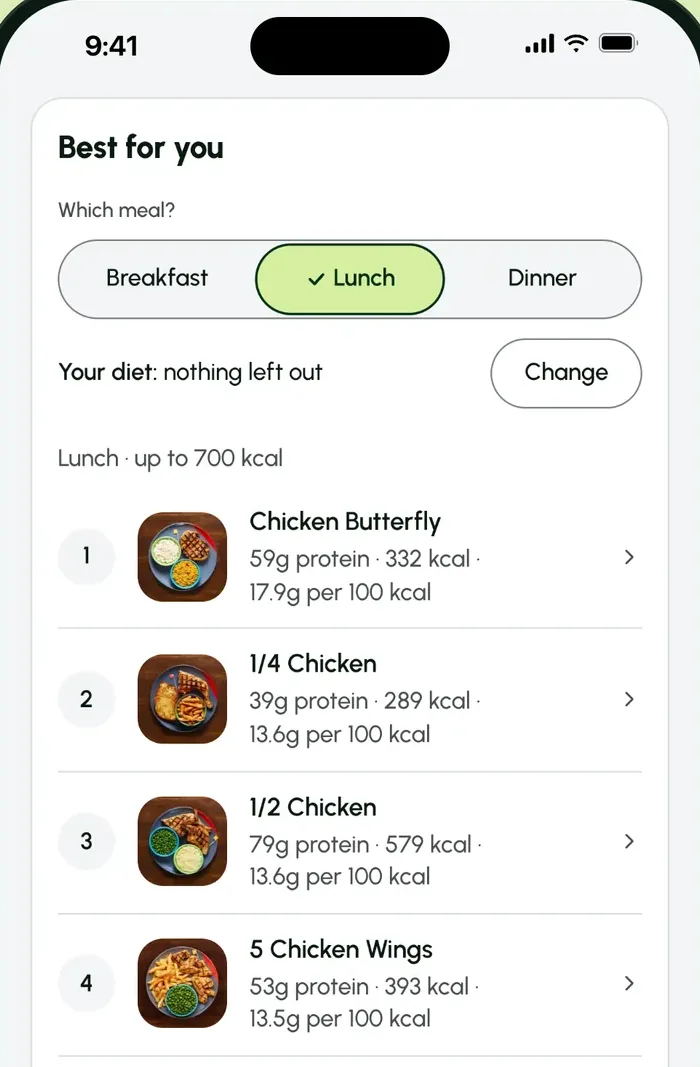 9:41
Best for you
Which meal?
Breakfast
✓ Lunch
Dinner
Your diet: nothing left out
Change
Lunch · up to 700 kcal
1
Chicken Butterfly
59g protein · 332 kcal ·
17.9g per 100 kcal
2
1/4 Chicken
39g protein · 289 kcal ·
13.6g per 100 kcal
3
1/2 Chicken
79g protein · 579 kcal ·
13.6g per 100 kcal
4
5 Chicken Wings
53g protein · 393 kcal ·
13.5g per 100 kcal